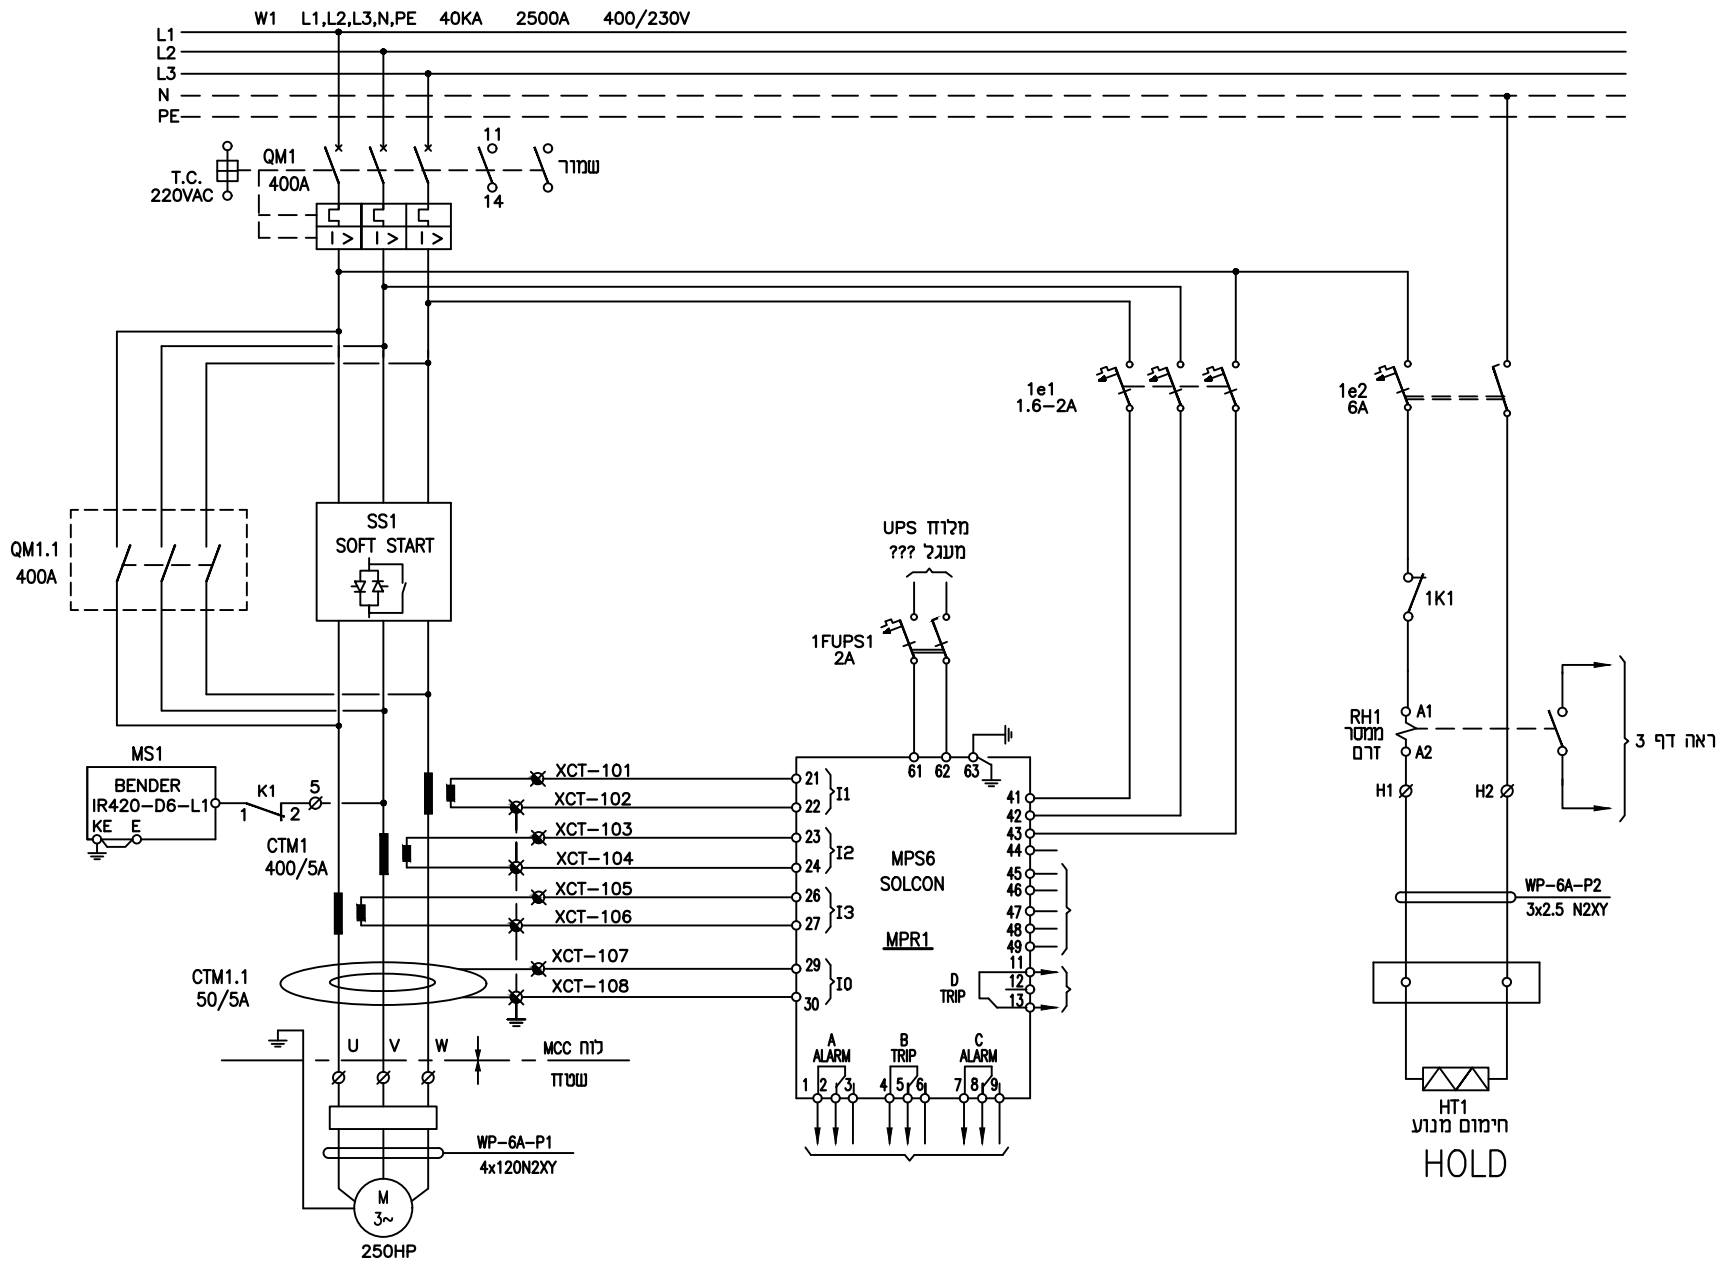 W1 L1,L2,L3,N,PE 40KA 2500A 400/230V
L1
L2
L3
N
PE
T.C.
220VAC
QM1
400A
11
14
שמור
1e1
1.6-2A
1e2
6A
QM1.1
400A
SS1
SOFT START
UPS מלוח
מעגל ???
1FUPS1
2A
1K1
RH1
ממסר
זרם
A1
A2
ראה דף 3
H1
H2
MS1
BENDER
IR420-D6-L1
KE E
K1
1 2
5
CTM1
400/5A
XCT-101
XCT-102
XCT-103
XCT-104
XCT-105
XCT-106
XCT-107
XCT-108
21
22
I1
23
24
I2
26
27
I3
29
30
I0
61 62 63
MPS6
SOLCON
MPR1
41
42
43
44
45
46
47
48
49
11
12
13
D
TRIP
A
ALARM
B
TRIP
C
ALARM
1 2 3 4 5 6 7 8 9
CTM1.1
50/5A
U V W
לוח MCC
שטח
WP-6A-P1
4x120N2XY
M
3~
250HP
WP-6A-P2
3x2.5 N2XY
HT1
חימום מנוע
HOLD